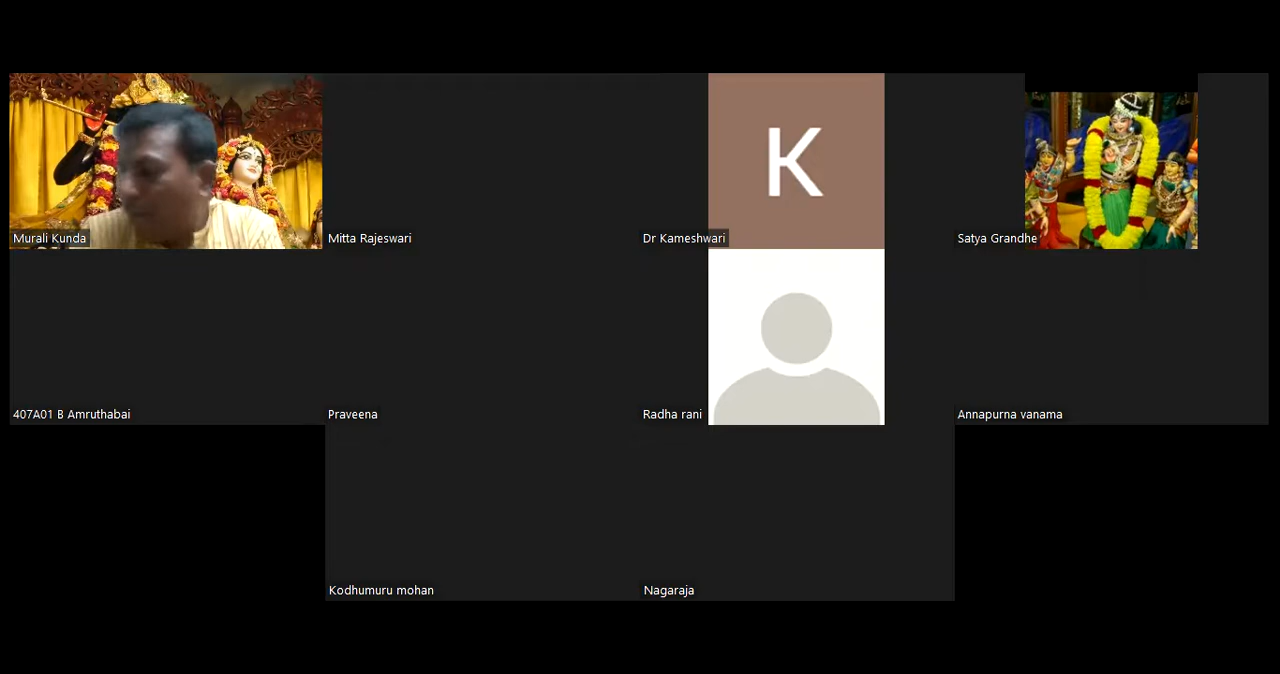 K
Murali Kunda
Mitta Rajeswari
Dr Kameshwari
Satya Grandhe
407A01 B Amruthabai
Praveena
Radha rani
Annapurna vanama
Kodhumuru mohan
Nagaraja